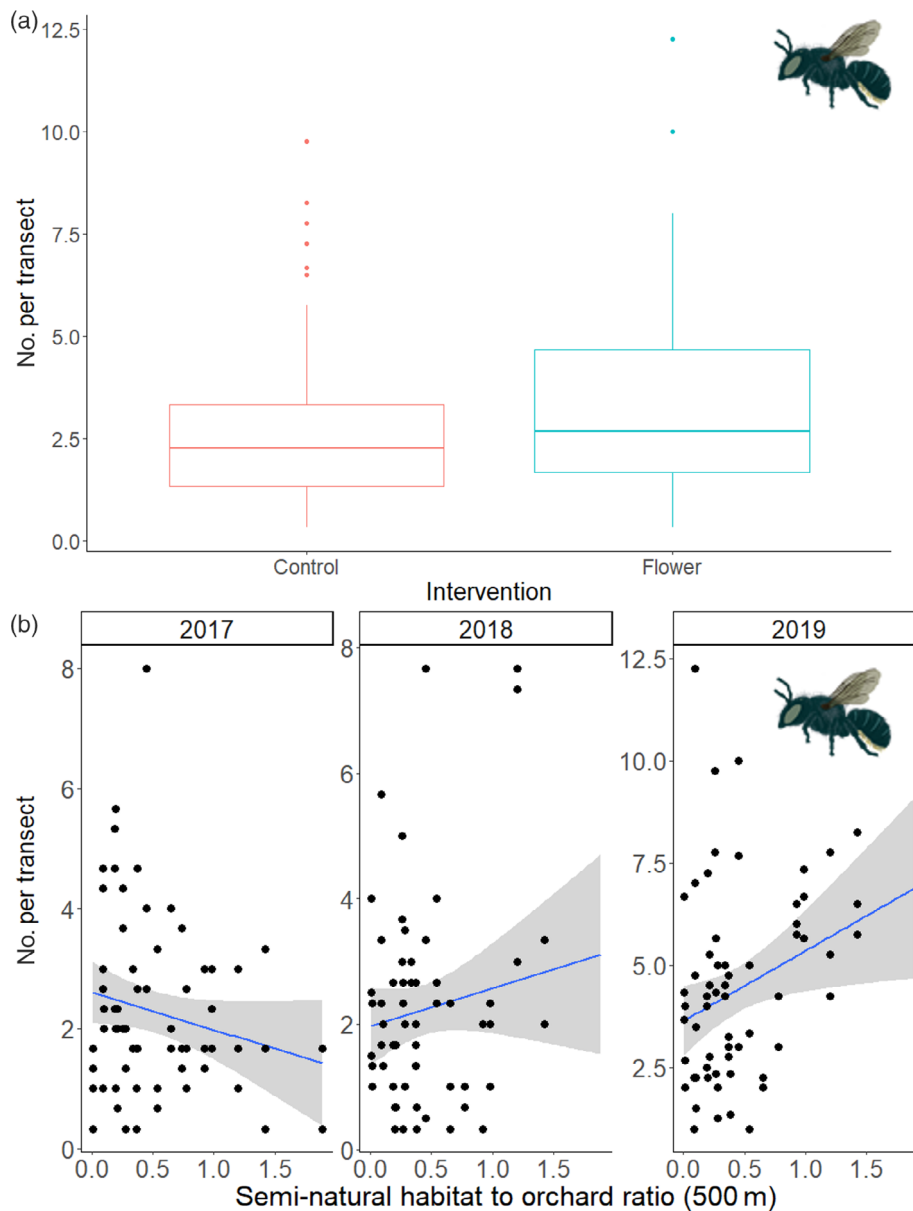 (a)
12.5
10.0
7.5
5.0
2.5
0.0
No. per transect
Control
Flower
Intervention
(b)
2017
2018
2019
8
6
4
2
0
8
6
4
2
0
12.5
10.0
7.5
5.0
2.5
No. per transect
0.0 0.5 1.0 1.5
0.0 0.5 1.0 1.5
0.0 0.5 1.0 1.5
Semi-natural habitat to orchard ratio (500 m)